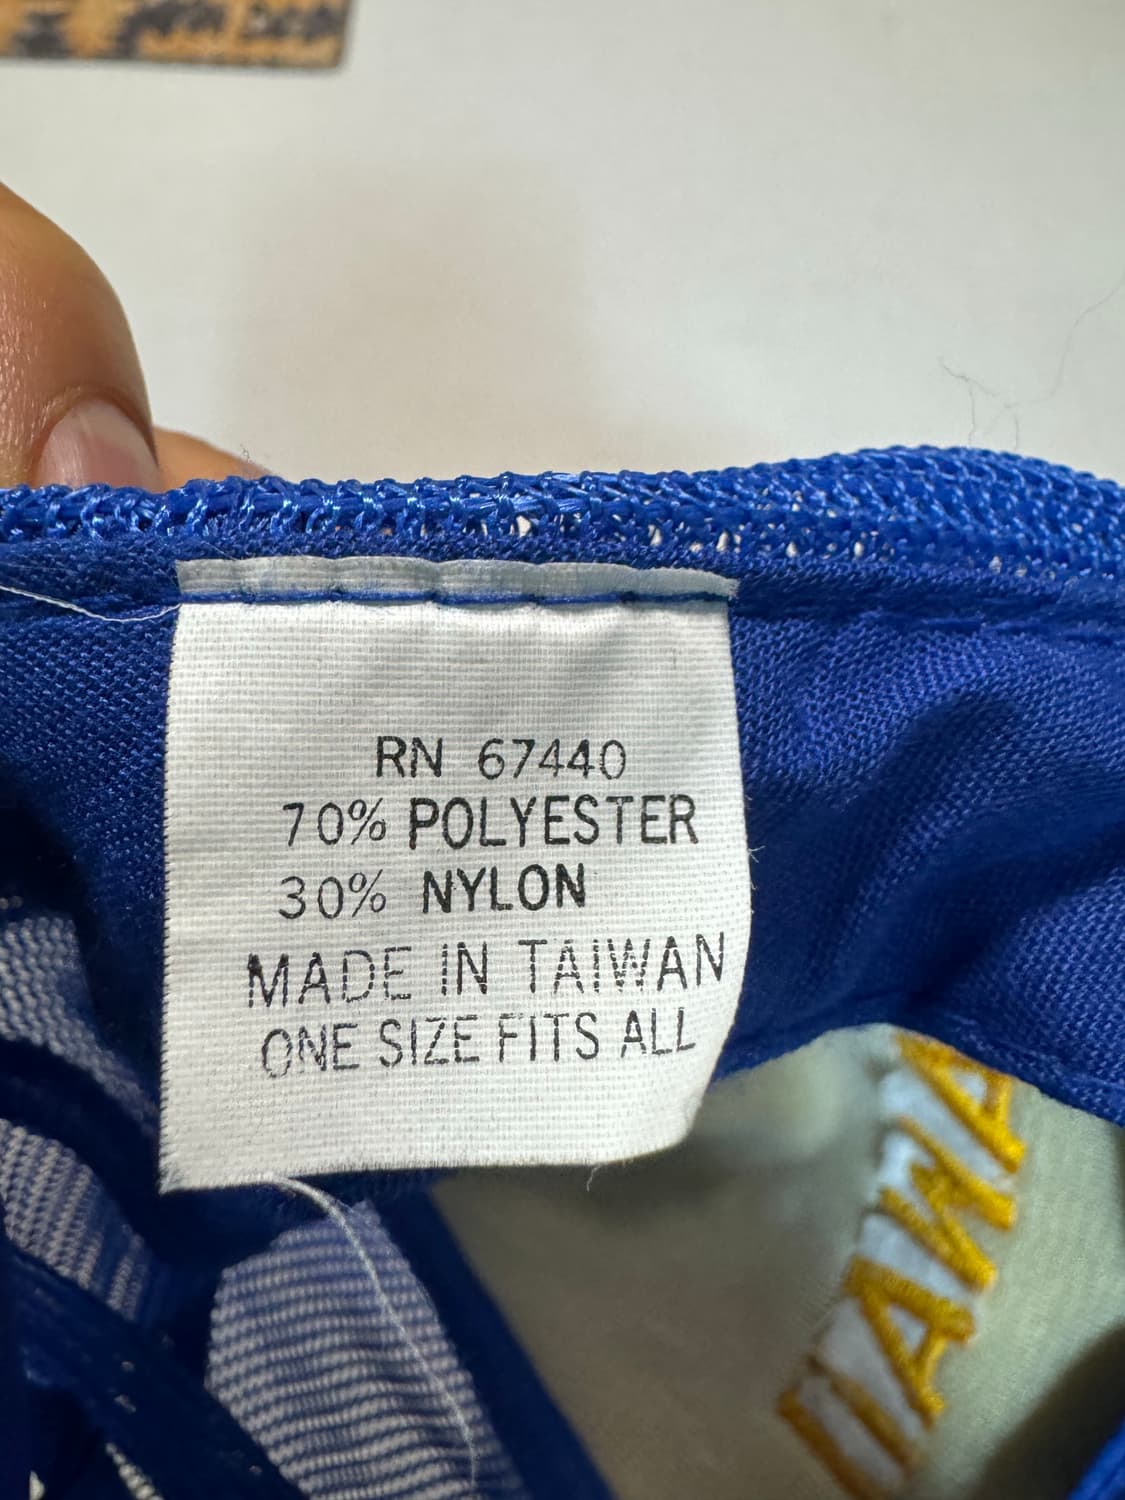 RN 67440
70% POLYESTER
30% NYLON
MADE IN TAIWAN
ONE SIZE FITS ALL